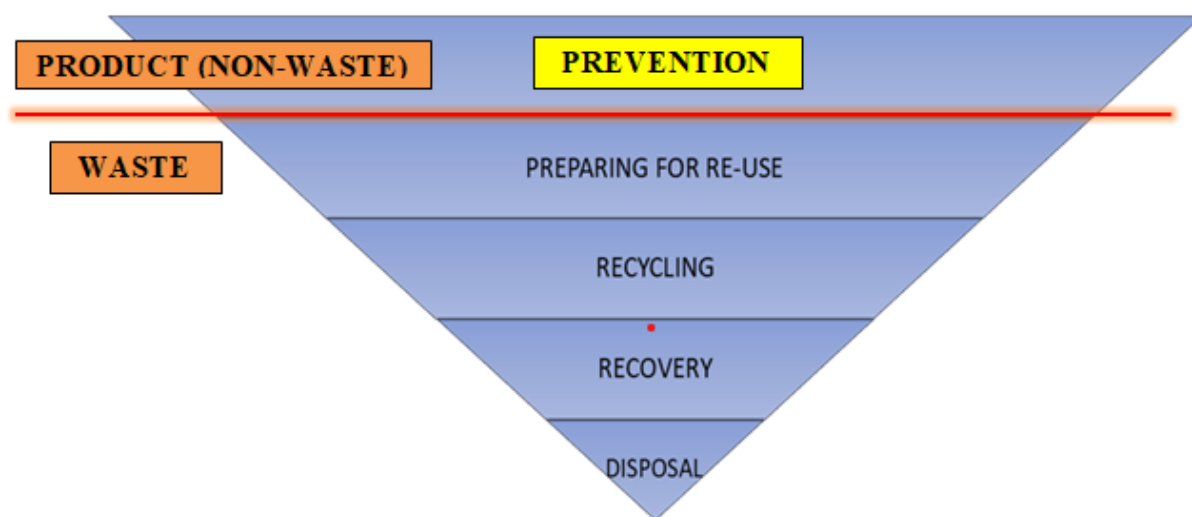 PRODUCT (NON-WASTE)
PREVENTION
WASTE
PREPARING FOR RE-USE
RECYCLING
RECOVERY
DISPOSAL